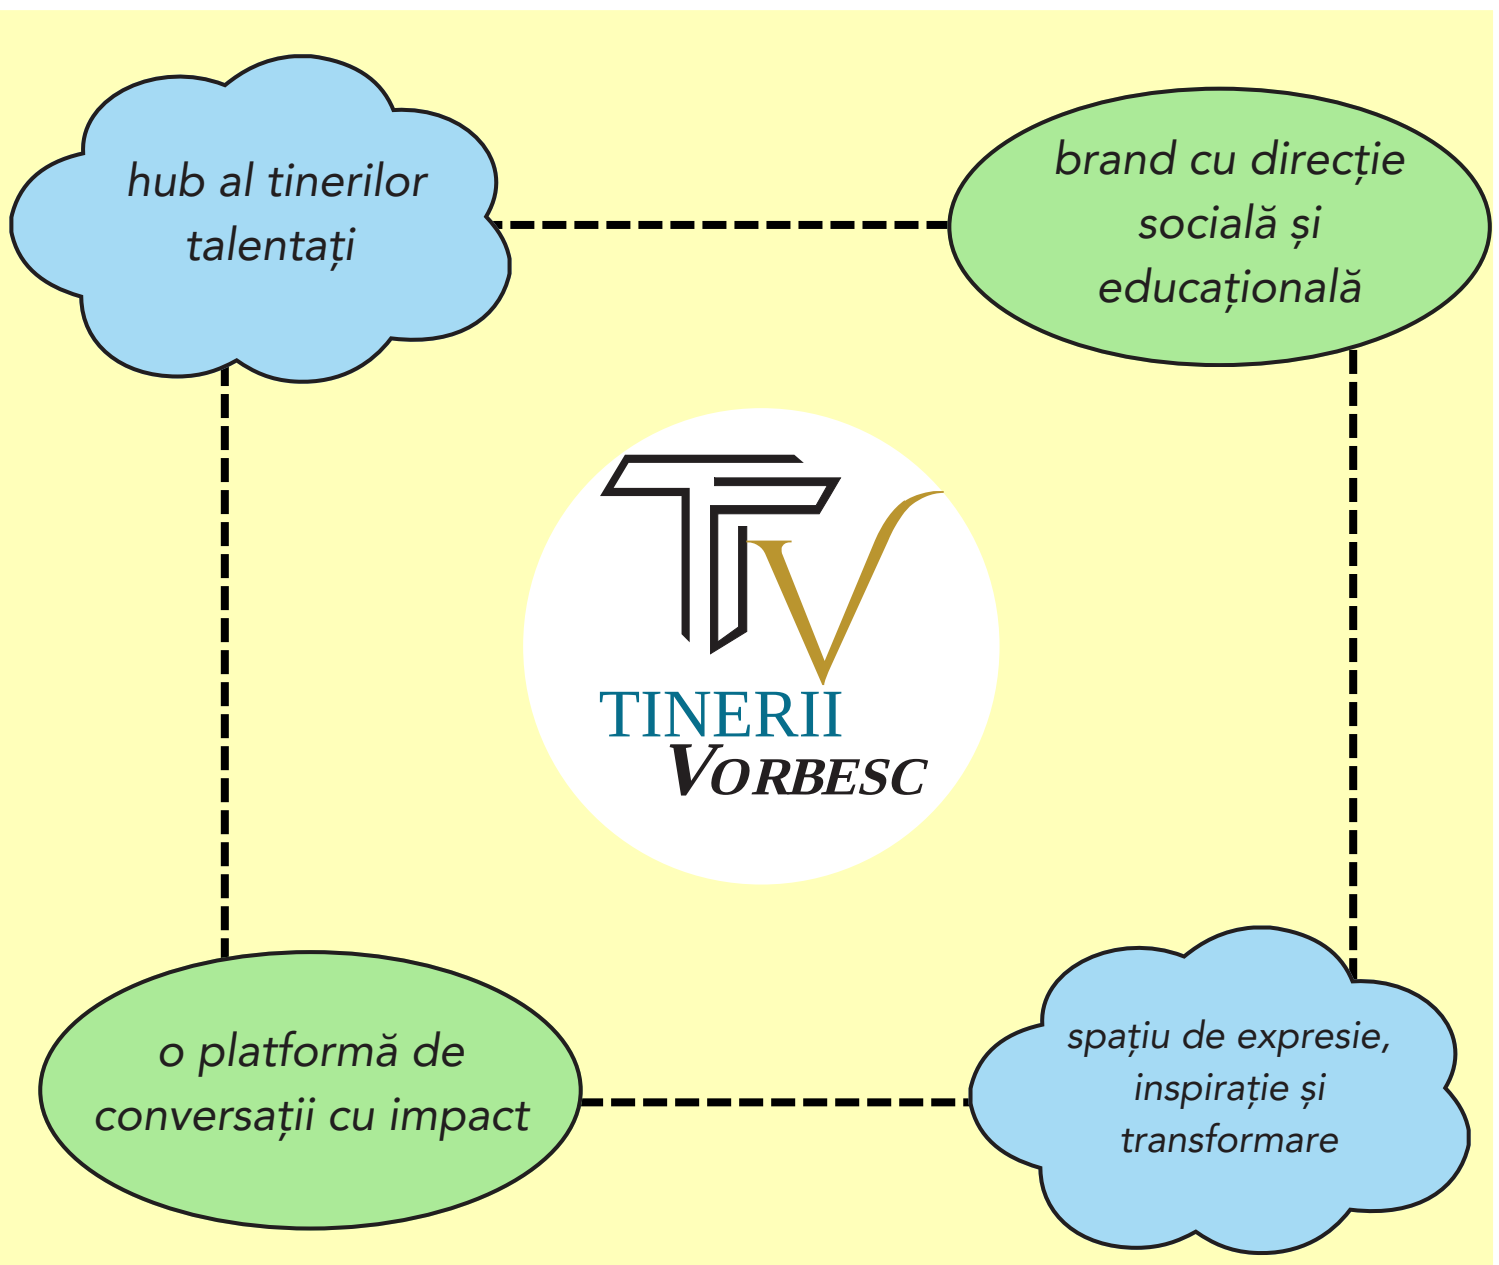 hub al tinerilor
talentați
brand cu direcție
socială și
educațională
TV
TINERII
VORBESC
o platformă de
conversații cu impact
spațiu de expresie,
inspirație și
transformare